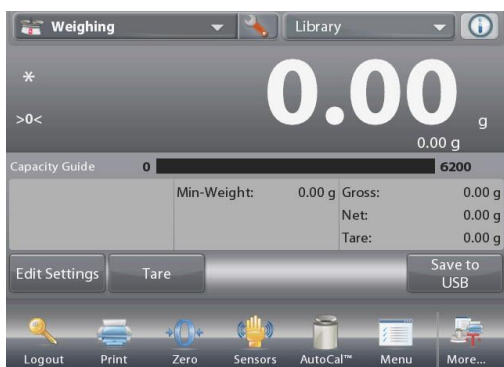 Weighing Library
*
>0<
0.00 g
0.00 g
Capacity Guide 0 6200
Min-Weight: 0.00 g Gross: 0.00 g
Net: 0.00 g
Tare: 0.00 g
Edit Settings Tare Save to USB
Logout Print Zero Sensors AutoCal™ Menu More...